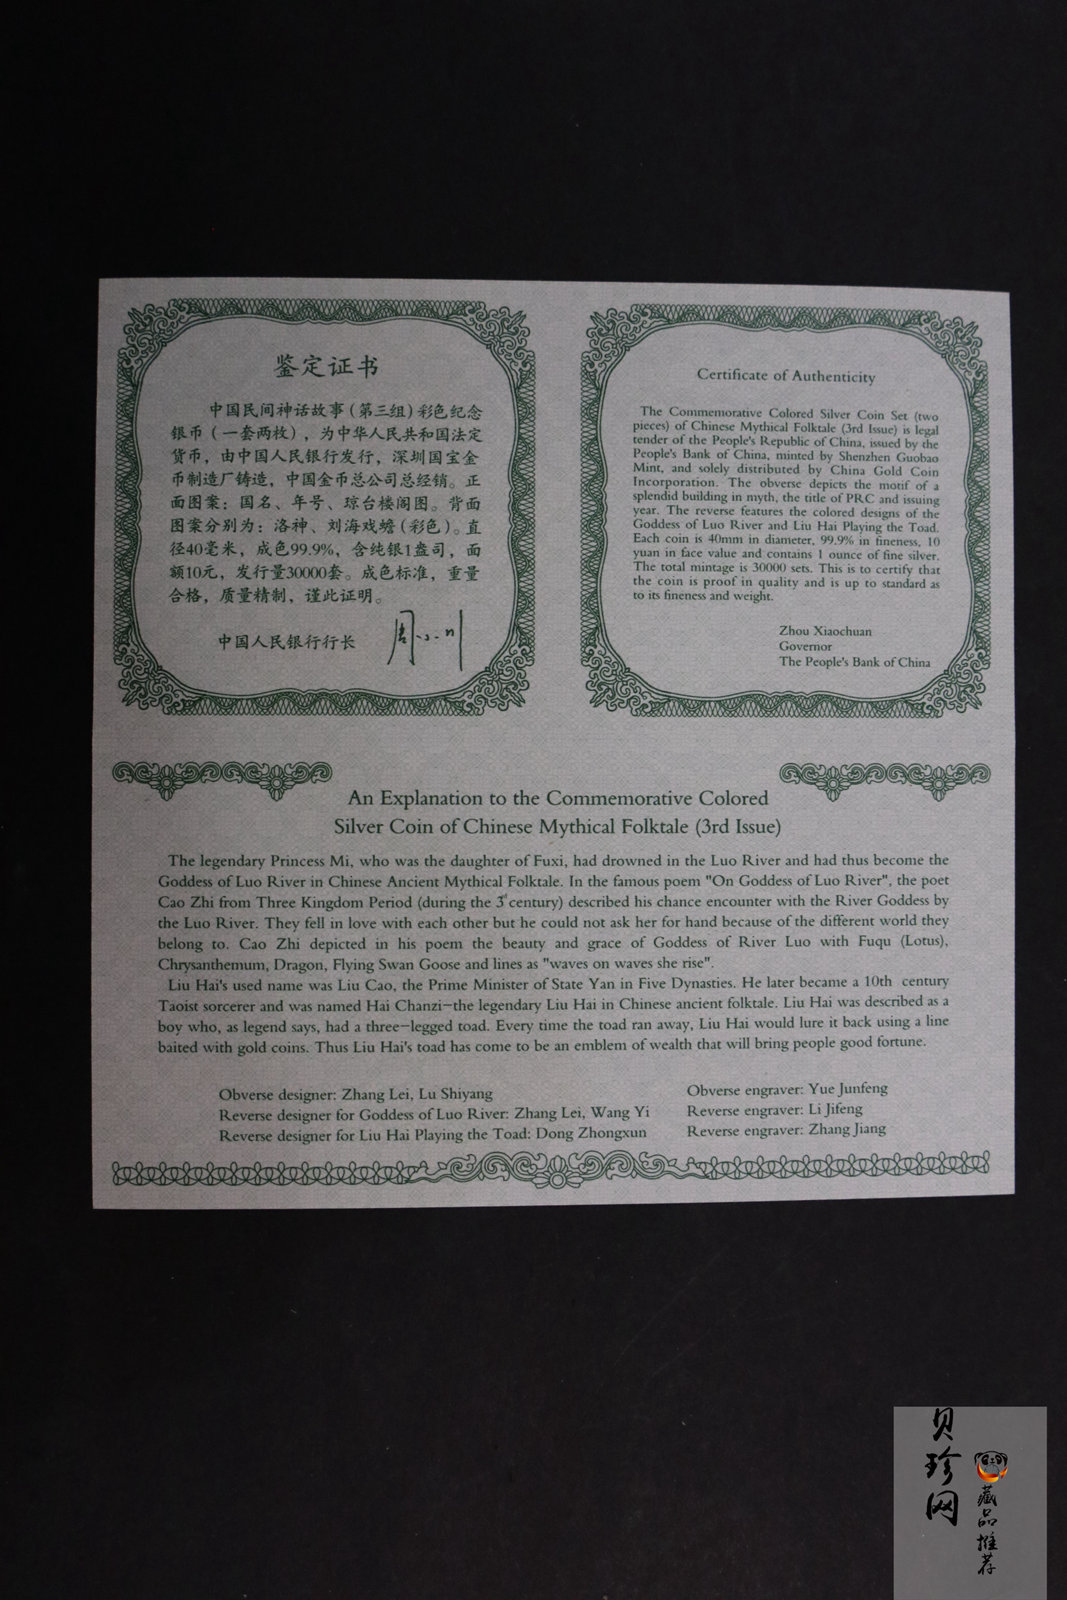 鉴定证书
中国民间神话故事(第三组)彩色纪念
银币(一套两枚)，为中华人民共和国法定
货币，由中国人民银行发行，深圳国宝金
币制造厂铸造，中国金币总公司总经销。正
面图案：国名、年号、琼台楼阁图。背面
图案分别为：洛神、刘海戏蟾(彩色)。直
径40毫米，成色99.9%，含纯银1盎司，面
额10元，发行量30000套。成色标准，重量
合格，质量精制，谨此证明。
中国人民银行行长 周小川
Certificate of Authenticity
The Commemorative Colored Silver Coin Set (two
pieces) of Chinese Mythical Folktale (3rd Issue) is legal
tender of the People's Republic of China, issued by the
People's Bank of China, minted by Shenzhen Guobao
Mint, and solely distributed by China Gold Coin
Incorporation. The obverse depicts the motif of a
splendid building in myth, the title of PRC and issuing
year. The reverse features the colored designs of the
Goddess of Luo River and Liu Hai Playing the Toad.
Each coin is 40mm in diameter, 99.9% in fineness, 10
yuan in face value and contains 1 ounce of fine silver.
The total mintage is 30000 sets. This is to certify that
the coin is proof in quality and is up to standard as
to its fineness and weight.
Zhou Xiaochuan
Governor
The People's Bank of China
An Explanation to the Commemorative Colored
Silver Coin of Chinese Mythical Folktale (3rd Issue)
The legendary Princess Mi, who was the daughter of Fuxi, had drowned in the Luo River and had thus become the
Goddess of Luo River in Chinese Ancient Mythical Folktale. In the famous poem "On Goddess of Luo River", the poet
Cao Zhi from Three Kingdom Period (during the 3rd century) described his chance encounter with the River Goddess by
the Luo River. They fell in love with each other but he could not ask her for hand because of the different world they
belong to. Cao Zhi depicted in his poem the beauty and grace of Goddess of River Luo with Fuqu (Lotus),
Chrysanthemum, Dragon, Flying Swan Goose and lines as "waves on waves she rise".
Liu Hai's used name was Liu Cao, the Prime Minister of State Yan in Five Dynasties. He later became a 10th century
Taoist sorcerer and was named Hai Chanzi—the legendary Liu Hai in Chinese ancient folktale. Liu Hai was described as a
boy who, as legend says, had a three-legged toad. Every time the toad ran away, Liu Hai would lure it back using a line
baited with gold coins. Thus Liu Hai's toad has come to be an emblem of wealth that will bring people good fortune.
Obverse designer: Zhang Lei, Lu Shiyang
Reverse designer for Goddess of Luo River: Zhang Lei, Wang Yi
Reverse designer for Liu Hai Playing the Toad: Dong Zhongxun
Obverse engraver: Yue Junfeng
Reverse engraver: Li Jifeng
Reverse engraver: Zhang Jiang
贝珍网
藏品推荐